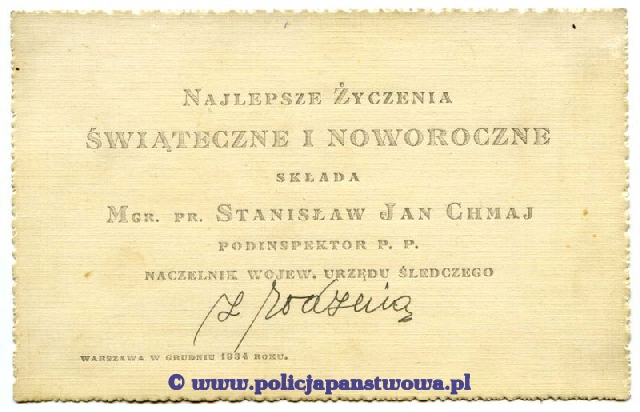 Najlepsze Życzenia
Świąteczne i Noworoczne
składa
Mgr. pr. Stanisław Jan Chmaj
podinspektor P. P.
naczelnik wojew. urzędu śledczego
z rodziną
Warszawa w grudniu 1934 roku.
© www.policjapanstwowa.pl